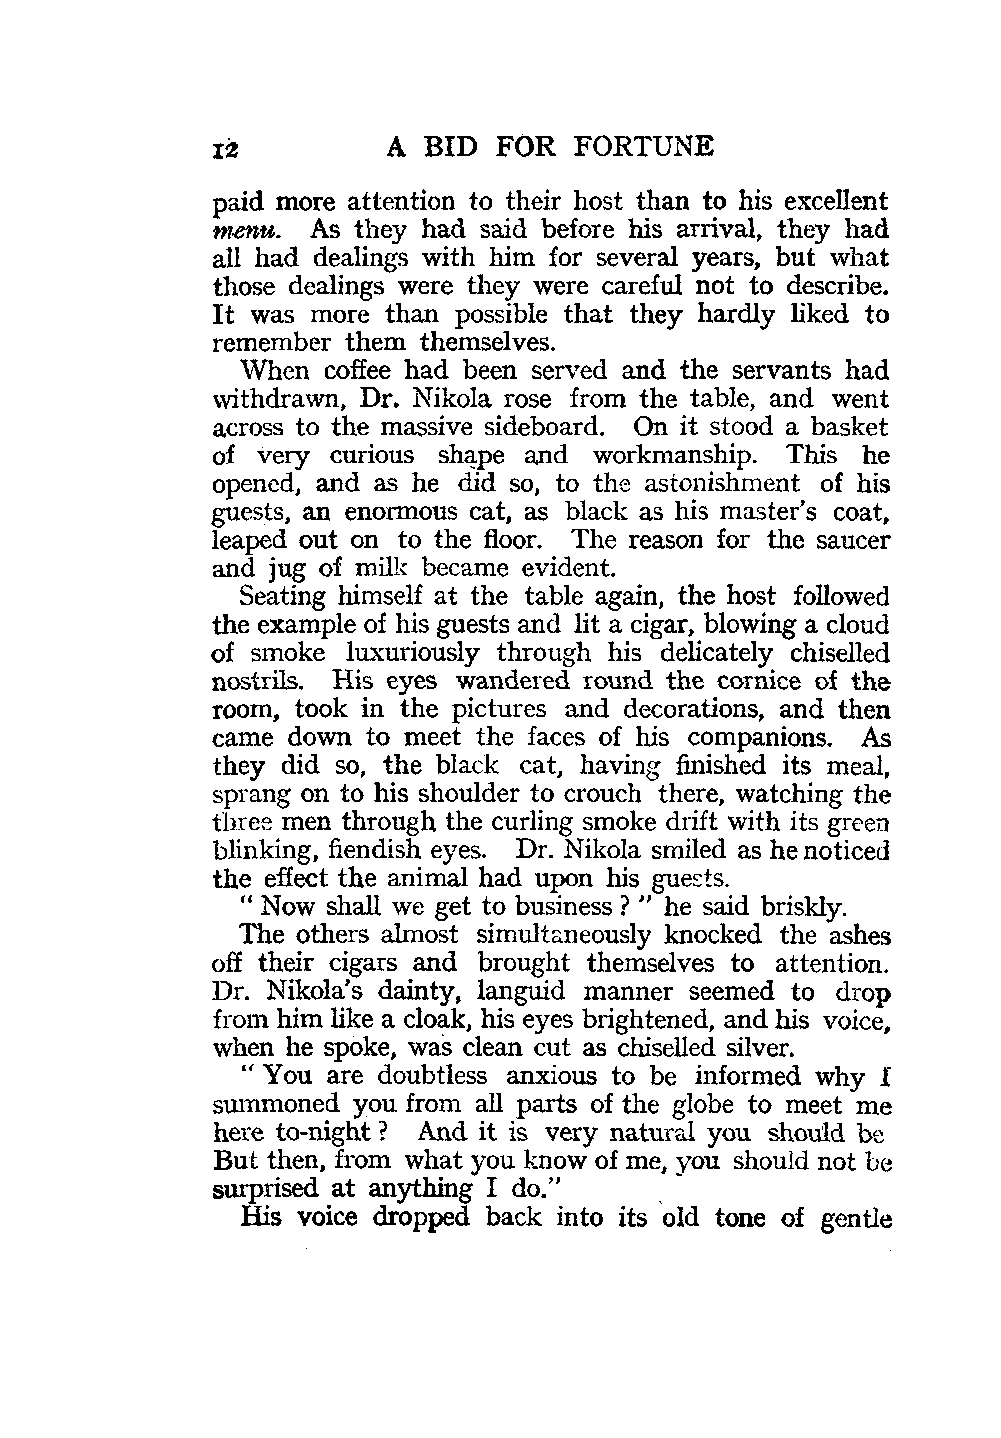 12 A BID FOR FORTUNE
paid more attention to their host than to his excellent
menu. As they had said before his arrival, they had
all had dealings with him for several years, but what
those dealings were they were careful not to describe.
It was more than possible that they hardly liked to
remember them themselves.
When coffee had been served and the servants had
withdrawn, Dr. Nikola rose from the table, and went
across to the massive sideboard. On it stood a basket
of very curious shape and workmanship. This he
opened, and as he did so, to the astonishment of his
guests, an enormous cat, as black as his master's coat,
leaped out on to the floor. The reason for the saucer
and jug of milk became evident.
Seating himself at the table again, the host followed
the example of his guests and lit a cigar, blowing a cloud
of smoke luxuriously through his delicately chiselled
nostrils. His eyes wandered round the cornice of the
room, took in the pictures and decorations, and then
came down to meet the faces of his companions. As
they did so, the black cat, having finished its meal,
sprang on to his shoulder to crouch there, watching the
three men through the curling smoke drift with its green
blinking, fiendish eyes. Dr. Nikola smiled as he noticed
the effect the animal had upon his guests.
" Now shall we get to business ? " he said briskly.
The others almost simultaneously knocked the ashes
off their cigars and brought themselves to attention.
Dr. Nikola's dainty, languid manner seemed to drop
from him like a cloak, his eyes brightened, and his voice,
when he spoke, was clean cut as chiselled silver.
" You are doubtless anxious to be informed why I
summoned you from all parts of the globe to meet me
here to-night ? And it is very natural you should be
But then, from what you know of me, you should not be
surprised at anything I do."
His voice dropped back into its old tone of gentle